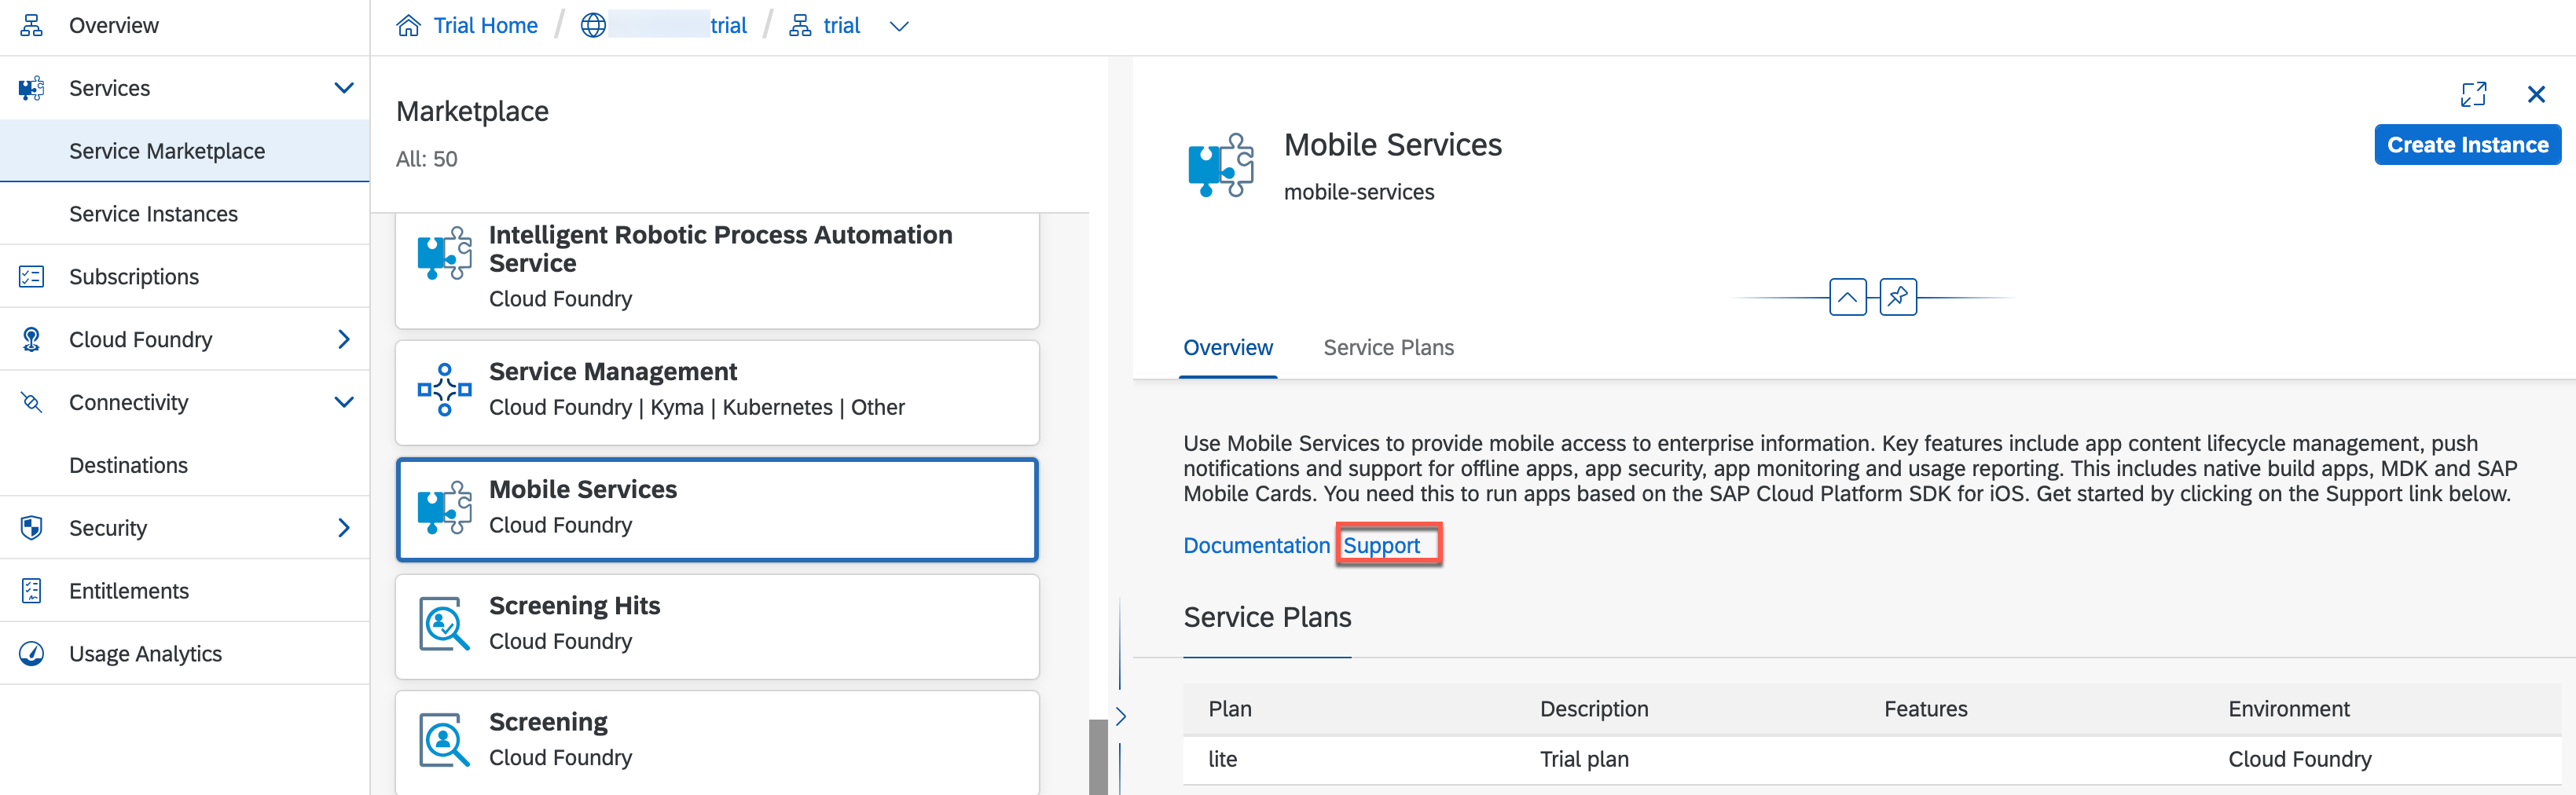 Overview
Services
Service Marketplace
Service Instances
Subscriptions
Cloud Foundry
Connectivity
Destinations
Security
Entitlements
Usage Analytics
Trial Home / trial / trial
Marketplace
All: 50
Intelligent Robotic Process Automation
Service
Cloud Foundry
Service Management
Cloud Foundry | Kyma | Kubernetes | Other
Mobile Services
Cloud Foundry
Screening Hits
Cloud Foundry
Screening
Cloud Foundry
Mobile Services
mobile-services
Create Instance
Overview Service Plans
Use Mobile Services to provide mobile access to enterprise information. Key features include app content lifecycle management, push
notifications and support for offline apps, app security, app monitoring and usage reporting. This includes native build apps, MDK and SAP
Mobile Cards. You need this to run apps based on the SAP Cloud Platform SDK for iOS. Get started by clicking on the Support link below.
Documentation Support
Service Plans
Plan Description Features Environment
lite Trial plan Cloud Foundry